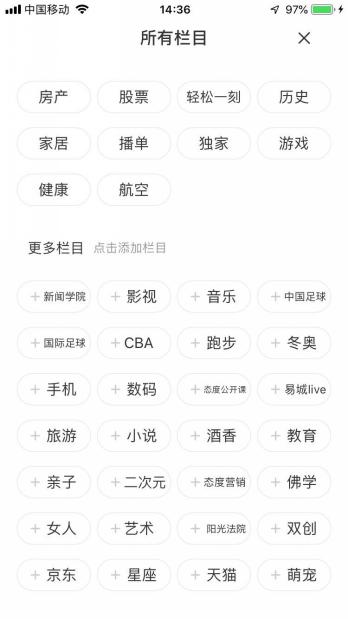 中国移动 14:36 97%
所有栏目
房产 股票 轻松一刻 历史
家居 播单 独家 游戏
健康 航空
更多栏目 点击添加栏目
+ 新闻学院 + 影视 + 音乐 + 中国足球
+ 国际足球 + CBA + 跑步 + 冬奥
+ 手机 + 数码 + 态度公开课 + 易城live
+ 旅游 + 小说 + 酒香 + 教育
+ 亲子 + 二次元 + 态度营销 + 佛学
+ 女人 + 艺术 + 阳光法院 + 双创
+ 京东 + 星座 + 天猫 + 萌宠